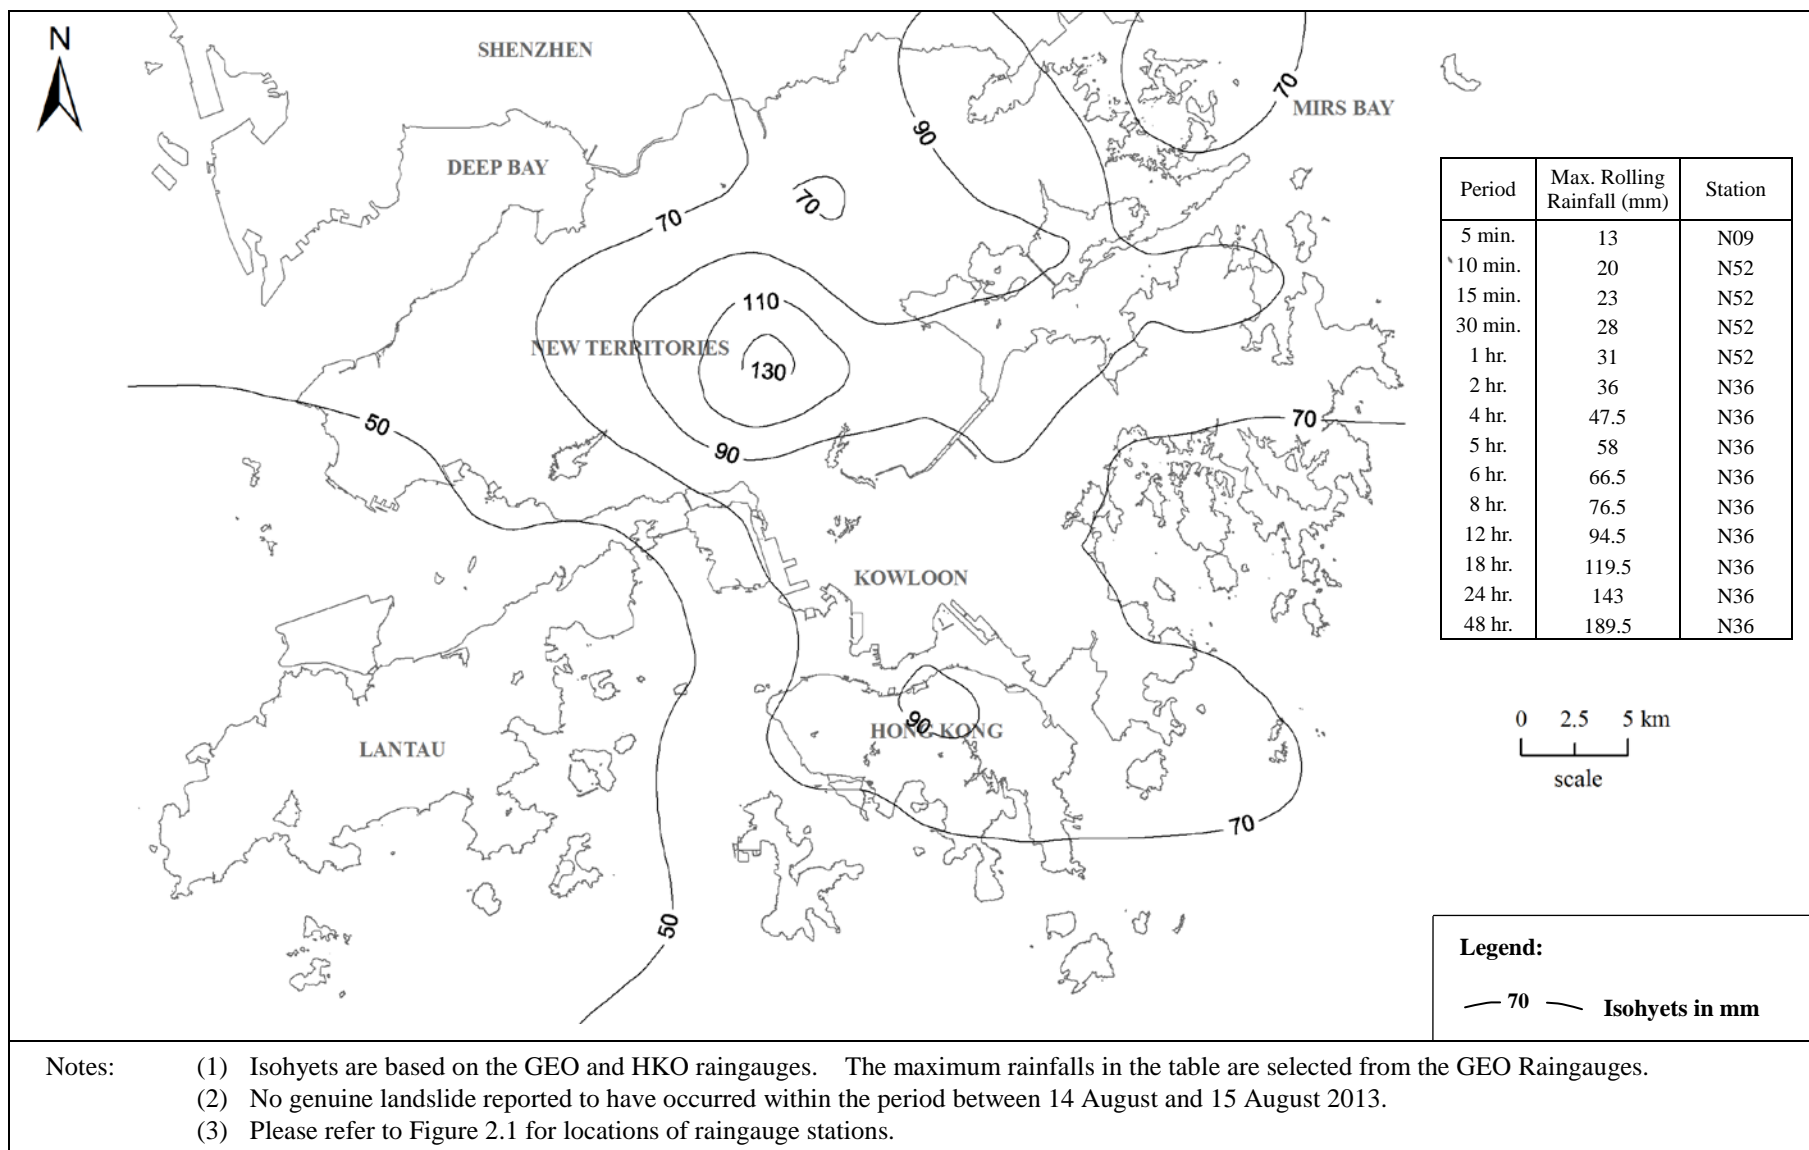 N
SHENZHEN
70
MIRS BAY
90
DEEP BAY
70
70
110
NEW TERRITORIES
130
50
90
70
KOWLOON
90
HONG KONG
LANTAU
70
50
Period Max. Rolling Rainfall (mm) Station
5 min. 13 N09
10 min. 20 N52
15 min. 23 N52
30 min. 28 N52
1 hr. 31 N52
2 hr. 36 N36
4 hr. 47.5 N36
5 hr. 58 N36
6 hr. 66.5 N36
8 hr. 76.5 N36
12 hr. 94.5 N36
18 hr. 119.5 N36
24 hr. 143 N36
48 hr. 189.5 N36
0 2.5 5 km
scale
Legend:
70 Isohyets in mm
Notes: (1) Isohyets are based on the GEO and HKO raingauges. The maximum rainfalls in the table are selected from the GEO Raingauges.
(2) No genuine landslide reported to have occurred within the period between 14 August and 15 August 2013.
(3) Please refer to Figure 2.1 for locations of raingauge stations.